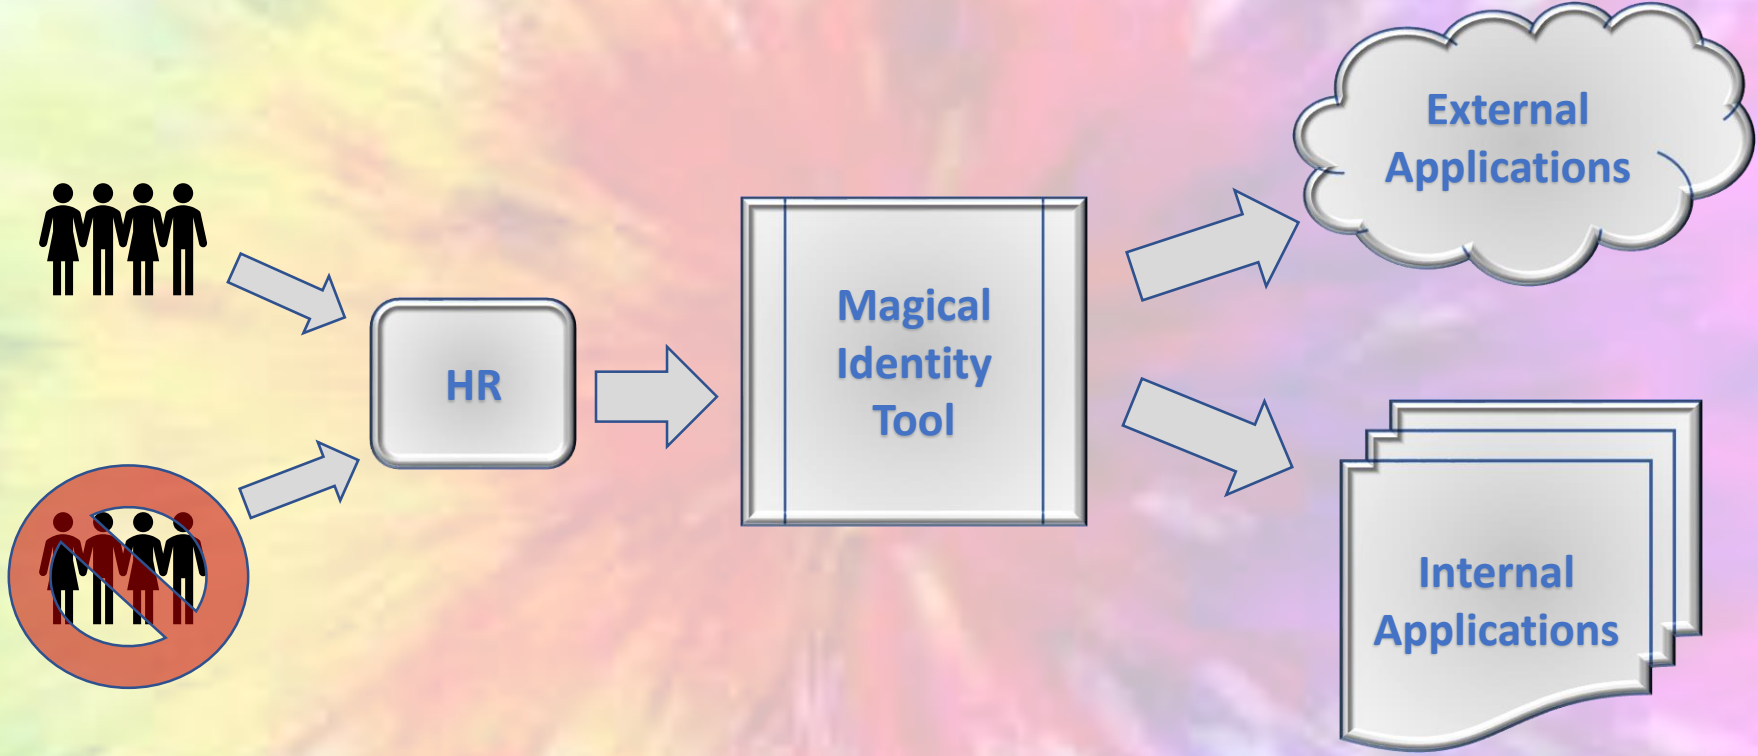 HR
Magical
Identity
Tool
External
Applications
Internal
Applications